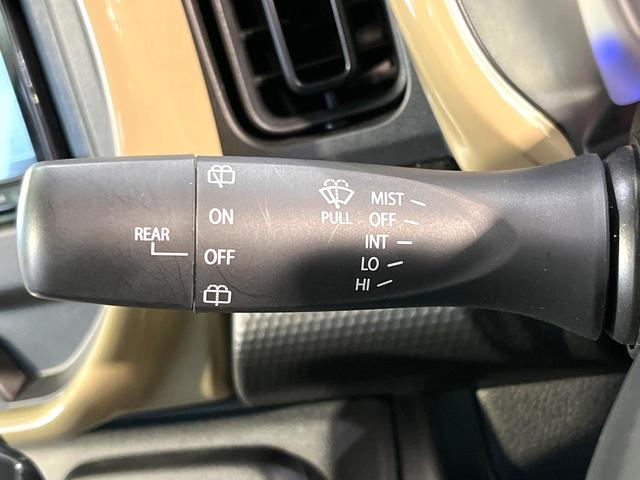 REAR
ON
OFF
PULL
MIST
OFF
INT
LO
HI